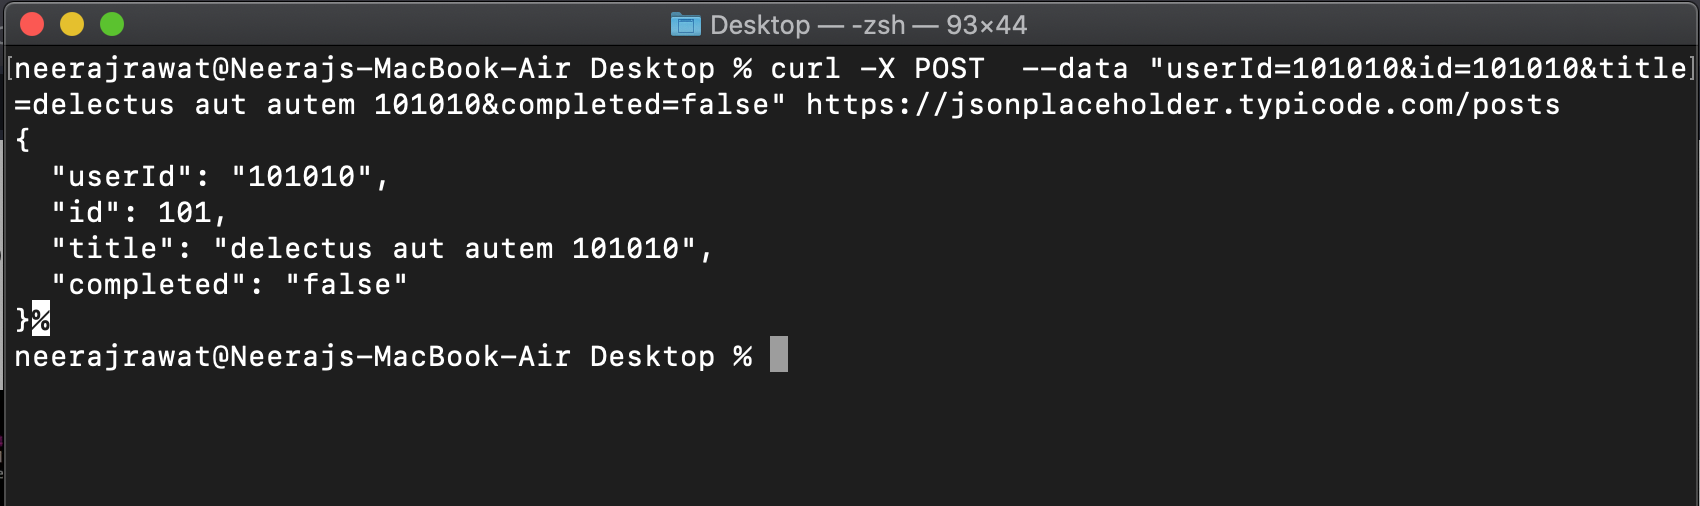 Desktop — -zsh — 93×44
neerajrawat@Neerajs-MacBook-Air Desktop % curl -X POST  --data "userId=101010&id=101010&title
=delectus aut autem 101010&completed=false" https://jsonplaceholder.typicode.com/posts
{
  "userId": "101010",
  "id": 101,
  "title": "delectus aut autem 101010",
  "completed": "false"
}%
neerajrawat@Neerajs-MacBook-Air Desktop %